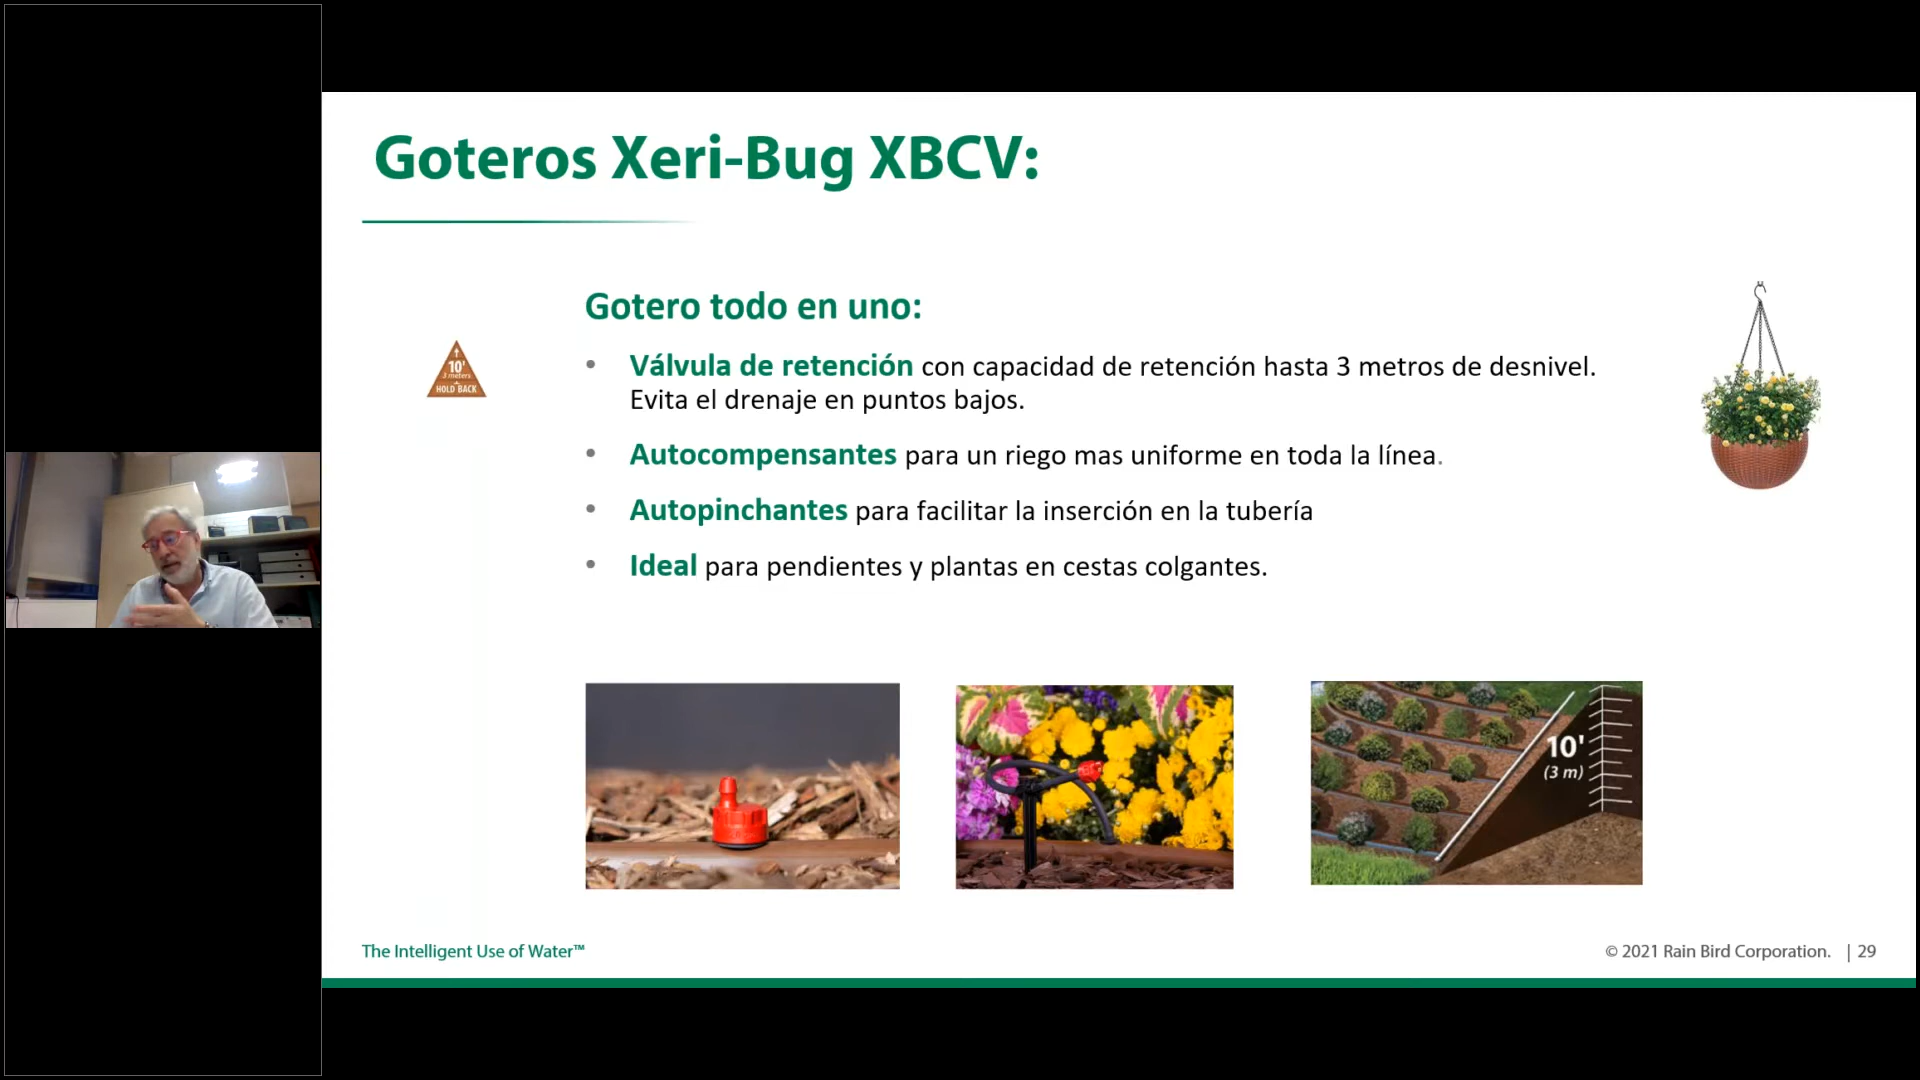 Goteros Xeri-Bug XBCV:
Gotero todo en uno:
10'
3 meters
HOLD BACK
• Válvula de retención con capacidad de retención hasta 3 metros de desnivel.
Evita el drenaje en puntos bajos.
• Autocompensantes para un riego mas uniforme en toda la línea.
• Autopinchantes para facilitar la inserción en la tubería
• Ideal para pendientes y plantas en cestas colgantes.
10'
(3 m)
The Intelligent Use of Water™
© 2021 Rain Bird Corporation. | 29